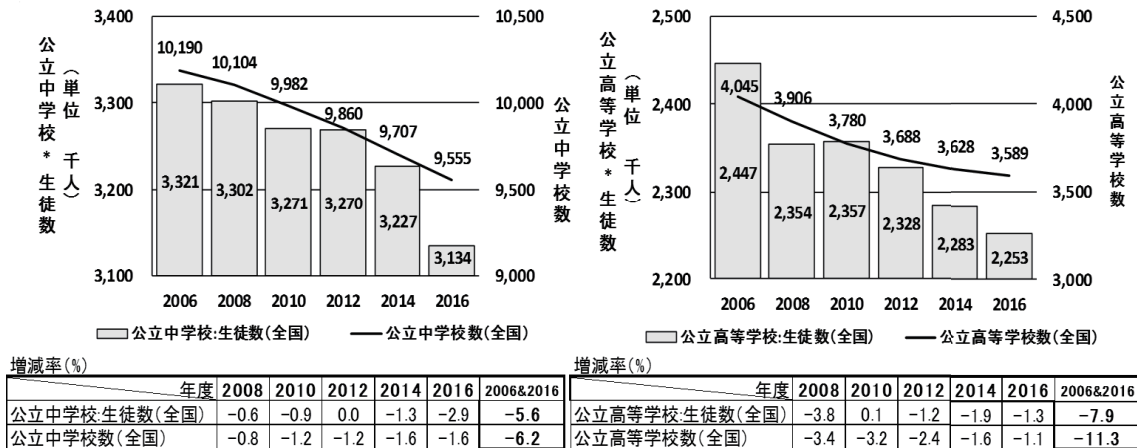 公立中学校*生徒数
（単位　千人）
3,400
3,300
3,200
3,100
10,190
10,104
9,982
9,860
9,707
9,555
3,321
3,302
3,271
3,270
3,227
3,134
10,500
10,000
9,500
9,000
公立中学校数
2006 2008 2010 2012 2014 2016
公立中学校:生徒数(全国) 公立中学校数(全国)
公立高等学校*生徒数
（単位　千人）
2,500
2,400
2,300
2,200
4,045
3,906
3,780
3,688
3,628
3,589
2,447
2,354
2,357
2,328
2,283
2,253
4,500
4,000
3,500
3,000
公立高等学校数
2006 2008 2010 2012 2014 2016
公立高等学校:生徒数(全国) 公立高等学校数(全国)
増減率(%)
年度 2008 2010 2012 2014 2016 2006&2016
公立中学校:生徒数(全国) −0.6 −0.9 0.0 −1.3 −2.9 −5.6
公立中学校数(全国) −0.8 −1.2 −1.2 −1.6 −1.6 −6.2
増減率(%)
年度 2008 2010 2012 2014 2016 2006&2016
公立高等学校:生徒数(全国) −3.8 0.1 −1.2 −1.9 −1.3 −7.9
公立高等学校数(全国) −3.4 −3.2 −2.4 −1.6 −1.1 −11.3